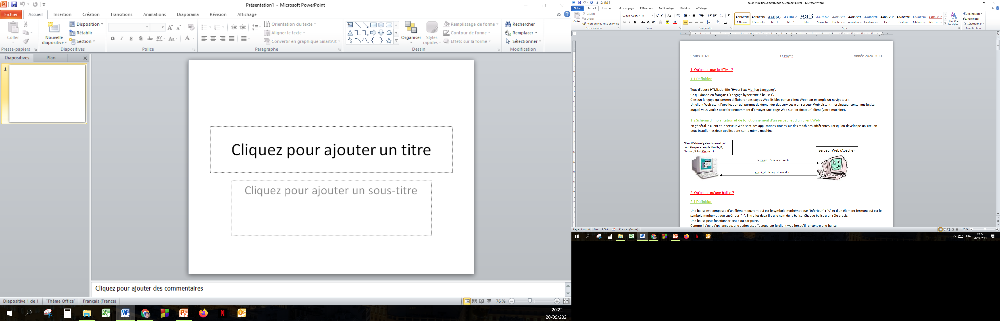 Présentation1 - Microsoft PowerPoint
Fichier Accueil Insertion Création Transitions Animations Diaporama Révision Affichage
Coller
Presse-papiers
Nouvelle diapositive
Disposition
Rétablir
Section
Diapositives
G I S S abc AV Aa A
Police
Orientation du texte
Aligner le texte
Convertir en graphique SmartArt
Paragraphe
Organiser
Styles rapides
Remplissage de forme
Contour de forme
Effets sur la forme
Dessin
Rechercher
Remplacer
Sélectionner
Modification
Diapositives Plan
1
Cliquez pour ajouter un titre
Cliquez pour ajouter un sous-titre
Cliquez pour ajouter des commentaires
Diapositive 1 de 1 "Thème Office" Français (France) 76 %
20:22
20/09/2021
cours html final.docx [Mode de compatibilité] - Microsoft Word
Fichier Accueil Insertion Mise en page Références Publipostage Révision Affichage
Coller
Couper
Copier
Reproduire la mise en forme
Presse-papiers
Calibri (Corp: 11
Police
Paragraphe
¶ Normal ¶ Sans int... Titre 1 Titre 2 Titre Sous-titre Emphase ... Accentuat... Emphase i... Élevé Citation Citation i... Référence...
Style
Modifier les styles
Rechercher
Remplacer
Sélectionner
Modification
Cours HTML O.Payet Année 2020-2021
1. Qu'est ce que le HTML ?
1.1 Définition
Tout d'abord HTML signifie "HyperText Markup Language".
Ce qui donne en français : "Langage hypertexte à balises".
C'est un langage qui permet d'élaborer des pages Web lisibles par un client Web (par exemple un navigateur).
Un client Web étant l'application qui permet de demander des services à un serveur Web distant (l'ordinateur contenant le site
auquel vous voulez accéder); notamment d'envoyer une page Web sur l'ordinateur" client (votre machine).
1.2 Schéma d'implantation et de fonctionnement d'un serveur et d'un client Web
En général le client et le serveur Web sont des applications situées sur des machines différentes. Lorsqu'on développe un site, on
peut installer les deux applications sur la même machine.
Client Web (navigateur Internet qui
peut être par exemple Mozilla, IE,
Chrome, Safari, Opera, ...)
Serveur Web (Apache)
demande d'une page Web
envoie de la page demandée
2. Qu'est ce qu'une balise ?
2.1 Définition
Une balise est composée d'un élément ouvrant qui est le symbole mathématique "inférieur" : "<" et d'un élément fermant qui est le
symbole mathématique supérieur ">". Entre les deux il y a le nom de la balise. Chaque balise a un rôle précis.
Une balise peut fonctionner seule ou par paire.
Comme il s'agit d'un langage, une action est effectuée par le client web lorsqu'il rencontre une balise.
Page : 1 sur 10 Mots : 2 883 Français (France) 120 %
FRA
20:22
20/09/2021